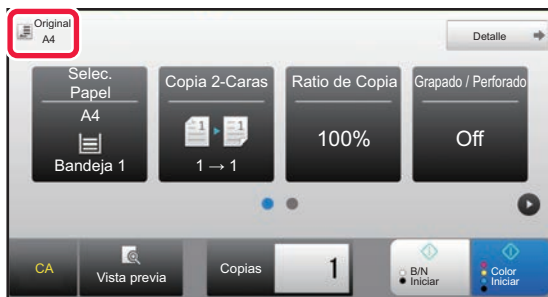 Original
A4
Detalle
Selec.
Papel
A4
Bandeja 1
Copia 2-Caras
1
1
1 → 1
Ratio de Copia
100%
Grapado / Perforado
Off
CA
Vista previa
Copias
1
B/N
Iniciar
Color
Iniciar